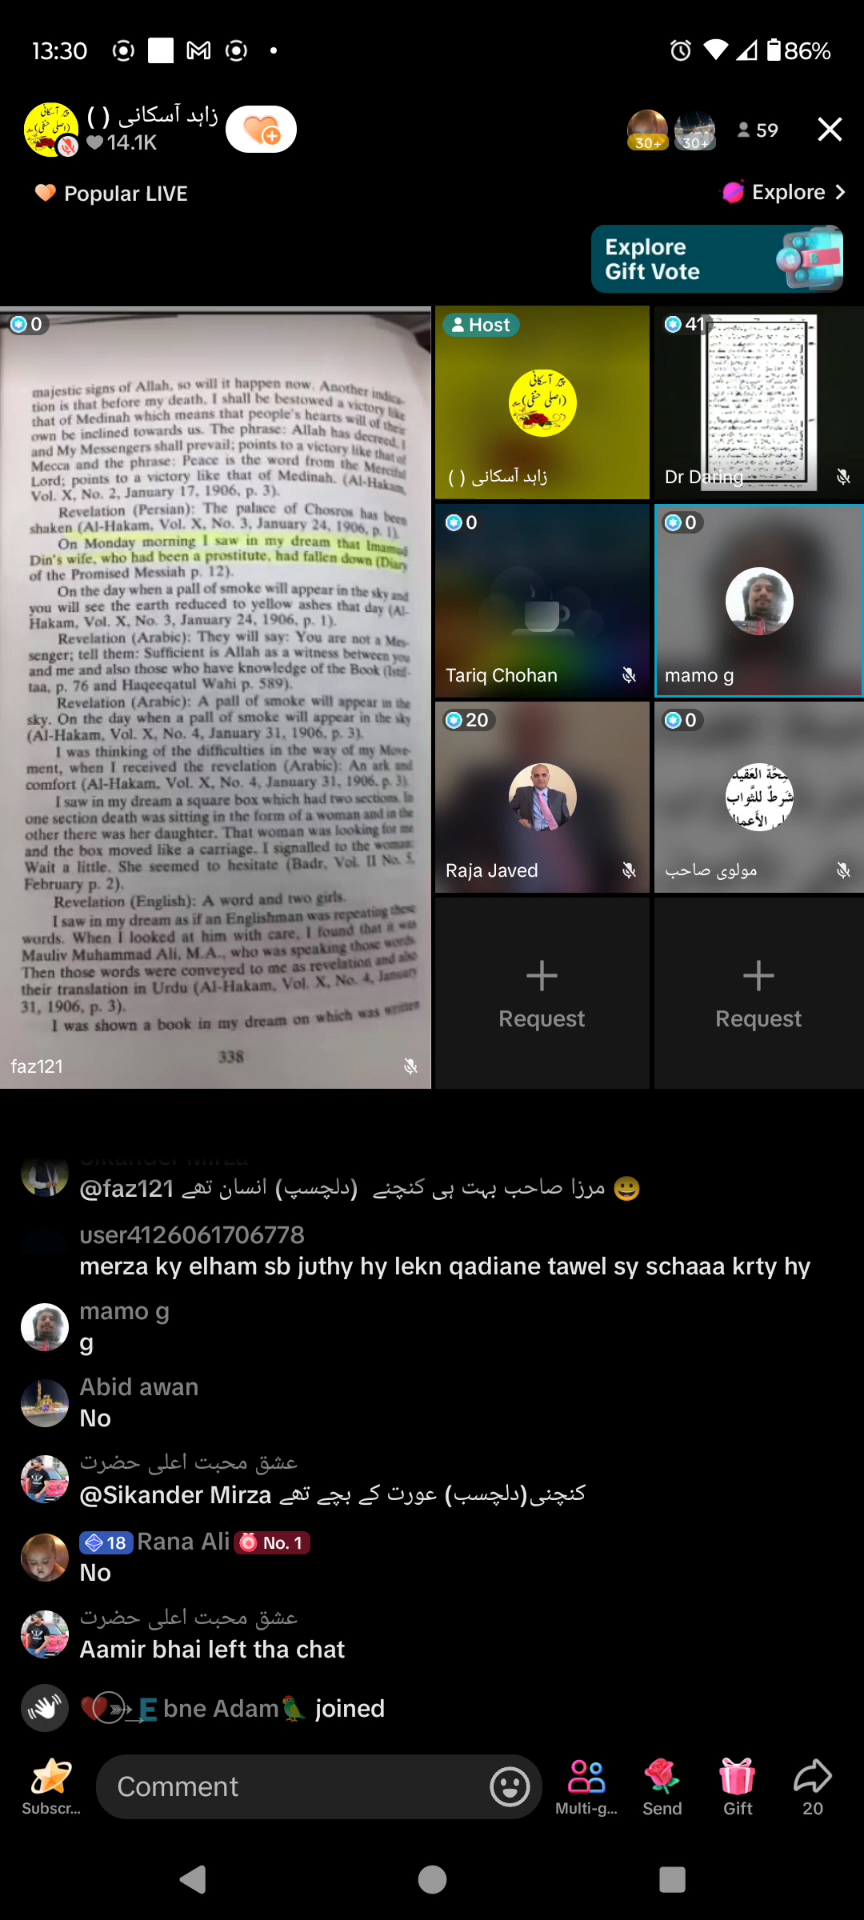 13:30
86%
زاہد آسکانی ( )
14.1K
30+
30+
59
Popular LIVE
Explore
Explore
Gift Vote
0
majestic signs of Allah, so will it happen now. Another indica-
tion is that before my death. I shall be bestowed a victory like
that of Medinah which means that people's hearts will of their
own be inclined towards us. The phrase: Allah has decreed, I
and My Messengers shall prevail; points to a victory like that of
Mecca and the phrase: Peace is the word from the Merciful
Lord; points to a victory like that of Medinah. (Al-Hakam,
Vol. X, No. 2, January 17, 1906, p. 3).
Revelation (Persian): The palace of Chosros has been
shaken (Al-Hakam, Vol. X, No. 3, January 24, 1906, p. 1).
On Monday morning I saw in my dream that Imamud
Din's wife, who had been a prostitute, had fallen down (Diary
of the Promised Messiah p. 12).
On the day when a pall of smoke will appear in the sky and
you will see the earth reduced to yellow ashes that day (Al-
Hakam, Vol. X, No. 3, January 24, 1906, p. 1).
Revelation (Arabic): They will say: You are not a Mes-
senger; tell them: Sufficient is Allah as a witness between you
and me and also those who have knowledge of the Book (Istif-
taa, p. 76 and Haqeeqatul Wahi p. 589).
Revelation (Arabic): A pall of smoke will appear in the
sky. On the day when a pall of smoke will appear in the sky
(Al-Hakam, Vol. X, No. 4, January 31, 1906, p. 3).
I was thinking of the difficulties in the way of my Move-
ment, when I received the revelation (Arabic): An ark and
comfort (Al-Hakam, Vol. X, No. 4, January 31, 1906, p. 3).
I saw in my dream a square box which had two sections. In
one section death was sitting in the form of a woman and in the
other there was her daughter. That woman was looking for me
and the box moved like a carriage. I signalled to the woman:
Wait a little. She seemed to hesitate (Badr, Vol. II No. 5,
February p. 2).
Revelation (English): A word and two girls.
I saw in my dream as if an Englishman was repeating these
words. When I looked at him with care, I found that it was
Mauliv Muhammad Ali, M.A., who was speaking those words.
Then those words were conveyed to me as revelation and also
their translation in Urdu (Al-Hakam, Vol. X, No. 4, January
31, 1906, p. 3).
I was shown a book in my dream on which was written
338
faz121
Host
پیر آسکانی
(اصلی حنفی)
زاہد آسکانی ( )
41
Dr Daring
0
Tariq Chohan
0
mamo g
20
Raja Javed
0
العقيد
شرط للثواب
الأعمال
مولوی صاحب
Request
Request
Sikander Mirza
@faz121 مرزا صاحب بہت ہی کنچنے (دلچسپ) انسان تھے 😀
user4126061706778
merza ky elham sb juthy hy lekn qadiane tawel sy schaaa krty hy
mamo g
g
Abid awan
No
عشق محبت اعلی حضرت
@Sikander Mirza کنچنی(دلچسب) عورت کے بچے تھے
18 Rana Ali No. 1
No
عشق محبت اعلی حضرت
Aamir bhai left tha chat
E bne Adam🦜 joined
Subscr...
Comment
Multi-g...
Send
Gift
20